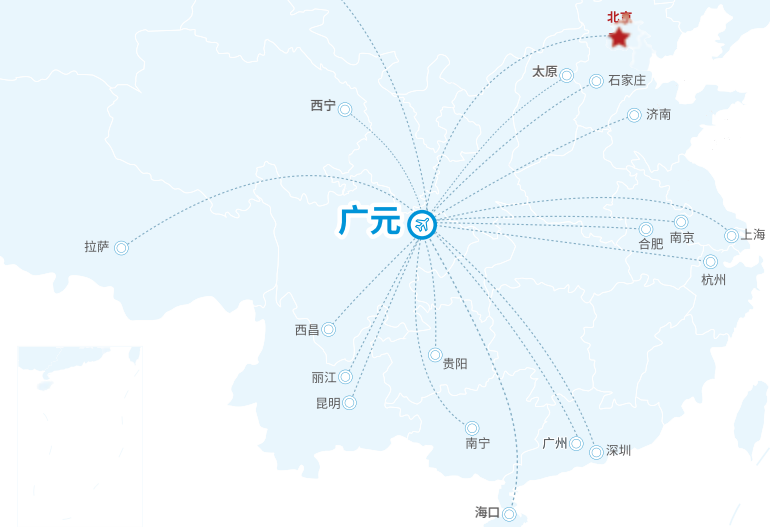 北京
太原
石家庄
西宁
济南
广元
拉萨
上海
南京
合肥
杭州
西昌
贵阳
丽江
昆明
南宁
广州
深圳
海口